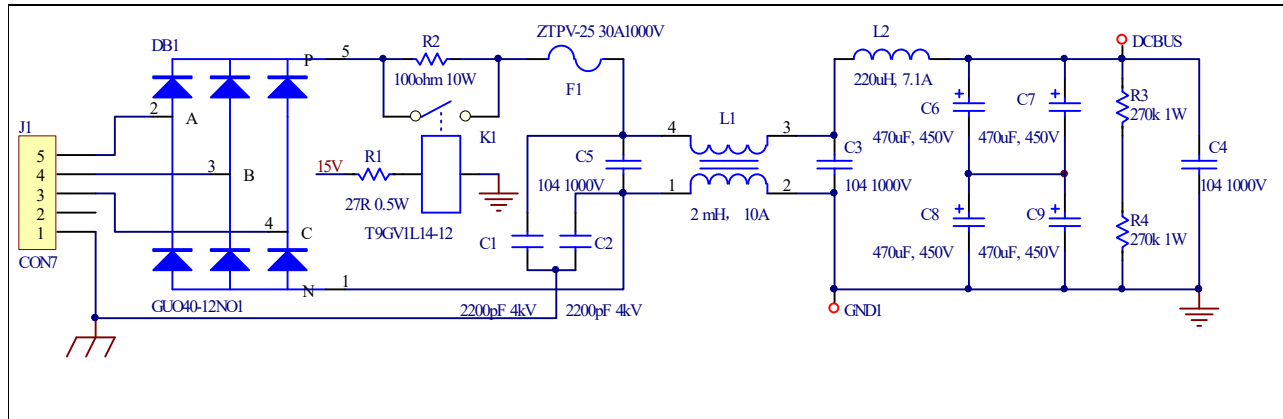 ZTPV-25 30A1000V
L2
DCBUS
DB1
P
5
R2
100ohm 10W
F1
220uH, 7.1A
C6
C7
R3
270k 1W
2
A
J1
K1
4
L1
3
470uF, 450V
470uF, 450V
5
4
3
2
1
3
B
15V
R1
C5
C3
C4
104 1000V
104 1000V
104 1000V
1
2
27R 0.5W
2 mH, 10A
C8
C9
R4
270k 1W
4
C
T9GV1L14-12
C1
C2
470uF, 450V
470uF, 450V
CON7
N
1
GUO40-12NO1
2200pF 4kV
2200pF 4kV
GND1